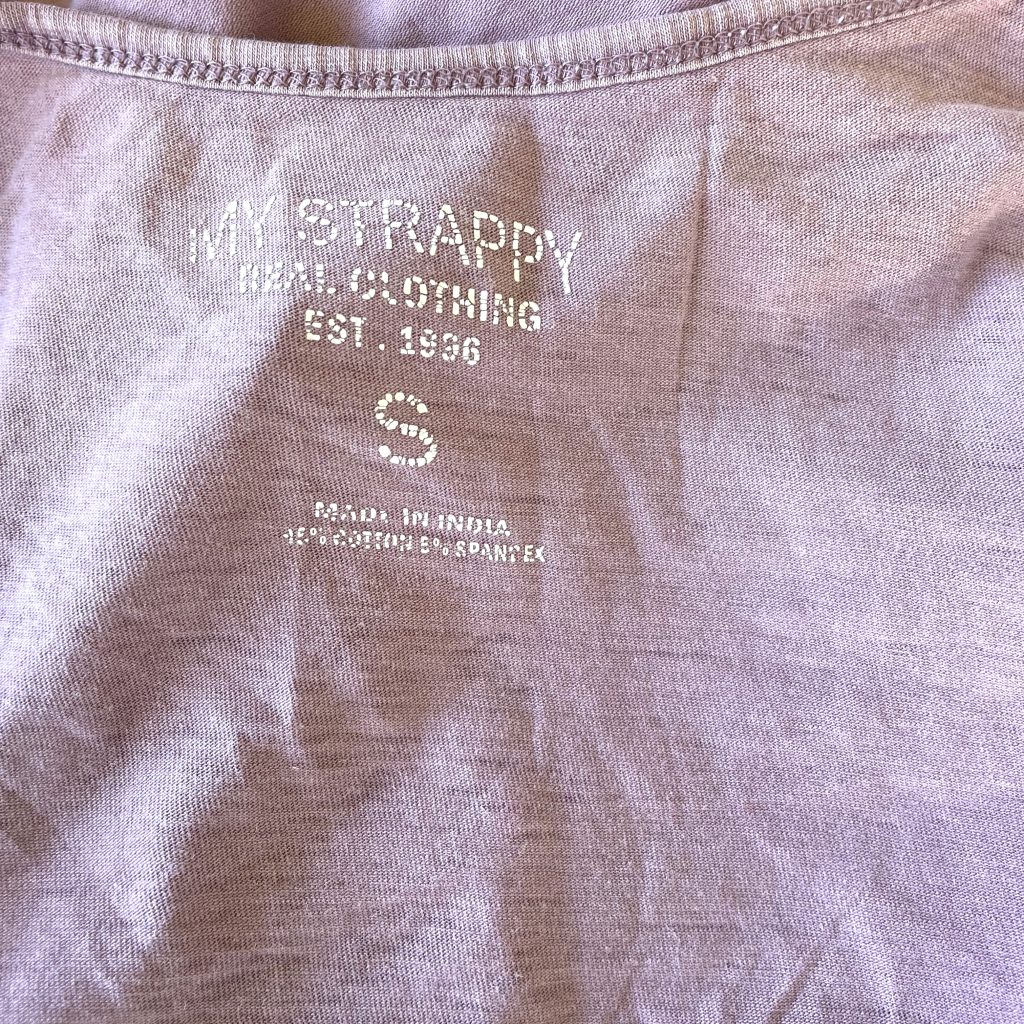 MY STRAPPY
REAL CLOTHING
EST. 1996
S
MADE IN INDIA
95% COTTON 5% SPANDEX